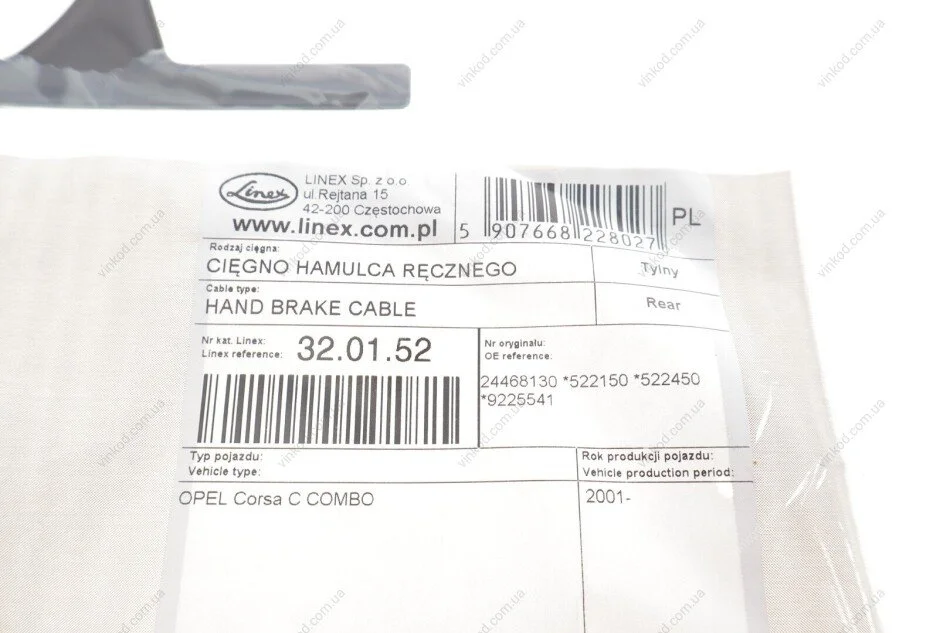 Linex
LINEX Sp. z o.o
ul.Rejtana 15
42-200 Częstochowa
www.linex.com.pl
5 907668 228027
PL
Rodzaj cięgna:
CIĘGNO HAMULCA RĘCZNEGO
Tylny
Cable type:
HAND BRAKE CABLE
Rear
Nr kat. Linex:
Linex reference:
32.01.52
Nr oryginału:
OE reference:
24468130 *522150 *522450
*9225541
Typ pojazdu:
Vehicle type:
Rok produkcji pojazdu:
Vehicle production period:
OPEL Corsa C COMBO
2001-
vinkod.com.ua